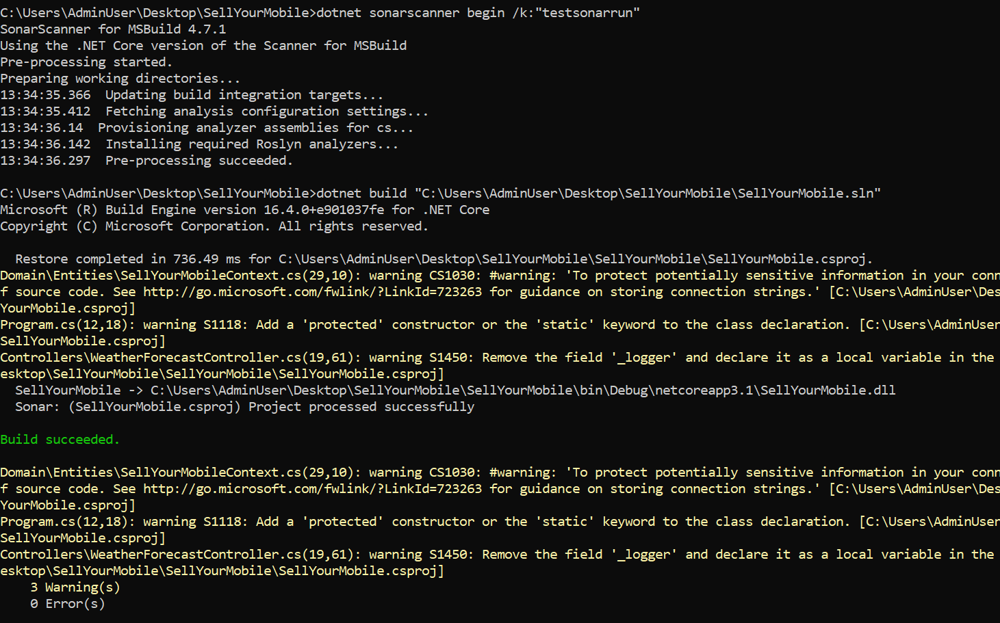 C:\Users\AdminUser\Desktop\SellYourMobile>dotnet sonarscanner begin /k:"testsonarrun"
SonarScanner for MSBuild 4.7.1
Using the .NET Core version of the Scanner for MSBuild
Pre-processing started.
Preparing working directories...
13:34:35.366  Updating build integration targets...
13:34:35.412  Fetching analysis configuration settings...
13:34:36.14  Provisioning analyzer assemblies for cs...
13:34:36.142  Installing required Roslyn analyzers...
13:34:36.297  Pre-processing succeeded.
C:\Users\AdminUser\Desktop\SellYourMobile>dotnet build "C:\Users\AdminUser\Desktop\SellYourMobile\SellYourMobile.sln"
Microsoft (R) Build Engine version 16.4.0+e901037fe for .NET Core
Copyright (C) Microsoft Corporation. All rights reserved.
  Restore completed in 736.49 ms for C:\Users\AdminUser\Desktop\SellYourMobile\SellYourMobile\SellYourMobile.csproj.
Domain\Entities\SellYourMobileContext.cs(29,10): warning CS1030: #warning: 'To protect potentially sensitive information in your conn
f source code. See http://go.microsoft.com/fwlink/?LinkId=723263 for guidance on storing connection strings.' [C:\Users\AdminUser\Des
YourMobile.csproj]
Program.cs(12,18): warning S1118: Add a 'protected' constructor or the 'static' keyword to the class declaration. [C:\Users\AdminUser
SellYourMobile.csproj]
Controllers\WeatherForecastController.cs(19,61): warning S1450: Remove the field '_logger' and declare it as a local variable in the
esktop\SellYourMobile\SellYourMobile\SellYourMobile.csproj]
  SellYourMobile -> C:\Users\AdminUser\Desktop\SellYourMobile\SellYourMobile\bin\Debug\netcoreapp3.1\SellYourMobile.dll
  Sonar: (SellYourMobile.csproj) Project processed successfully
Build succeeded.
Domain\Entities\SellYourMobileContext.cs(29,10): warning CS1030: #warning: 'To protect potentially sensitive information in your conn
f source code. See http://go.microsoft.com/fwlink/?LinkId=723263 for guidance on storing connection strings.' [C:\Users\AdminUser\Des
YourMobile.csproj]
Program.cs(12,18): warning S1118: Add a 'protected' constructor or the 'static' keyword to the class declaration. [C:\Users\AdminUser
SellYourMobile.csproj]
Controllers\WeatherForecastController.cs(19,61): warning S1450: Remove the field '_logger' and declare it as a local variable in the
esktop\SellYourMobile\SellYourMobile\SellYourMobile.csproj]
    3 Warning(s)
    0 Error(s)